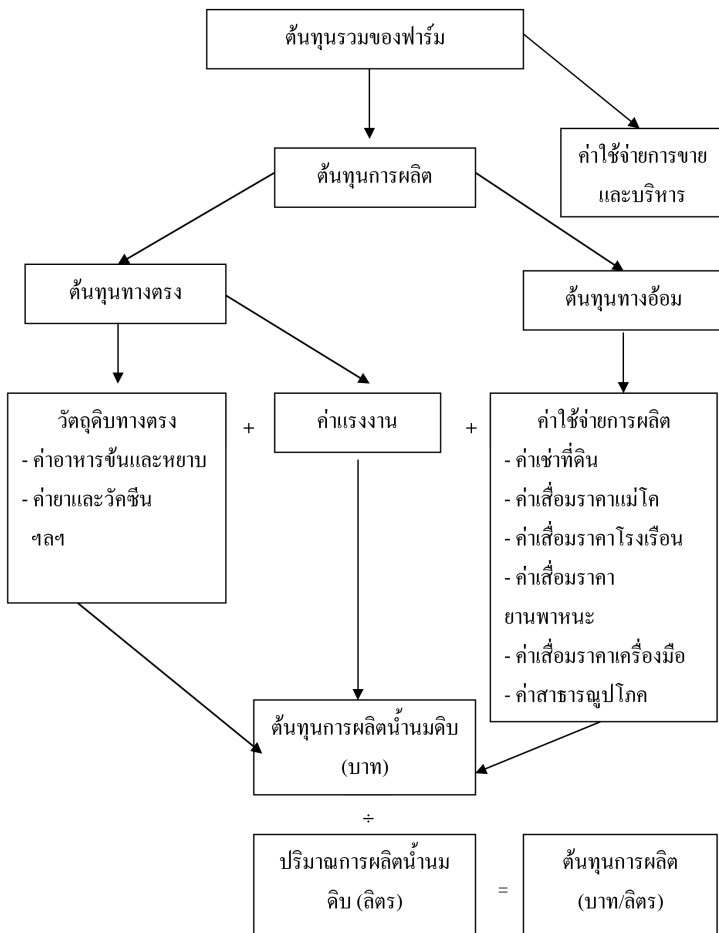 ต้นทุนรวมของฟาร์ม
ค่าใช้จ่ายการขาย
และบริหาร
ต้นทุนการผลิต
ต้นทุนทางตรง
ต้นทุนทางอ้อม
วัตถุดิบทางตรง
- ค่าอาหารข้นและหยาบ
- ค่ายาและวัคซีน
ฯลฯ
+
ค่าแรงงาน
+
ค่าใช้จ่ายการผลิต
- ค่าเช่าที่ดิน
- ค่าเสื่อมราคาแม่โค
- ค่าเสื่อมราคาโรงเรือน
- ค่าเสื่อมราคา
ยานพาหนะ
- ค่าเสื่อมราคาเครื่องมือ
- ค่าสาธารณูปโภค
ต้นทุนการผลิตน้ำนมดิบ
(บาท)
÷
ปริมาณการผลิตน้ำนม
ดิบ (ลิตร)
=
ต้นทุนการผลิต
(บาท/ลิตร)